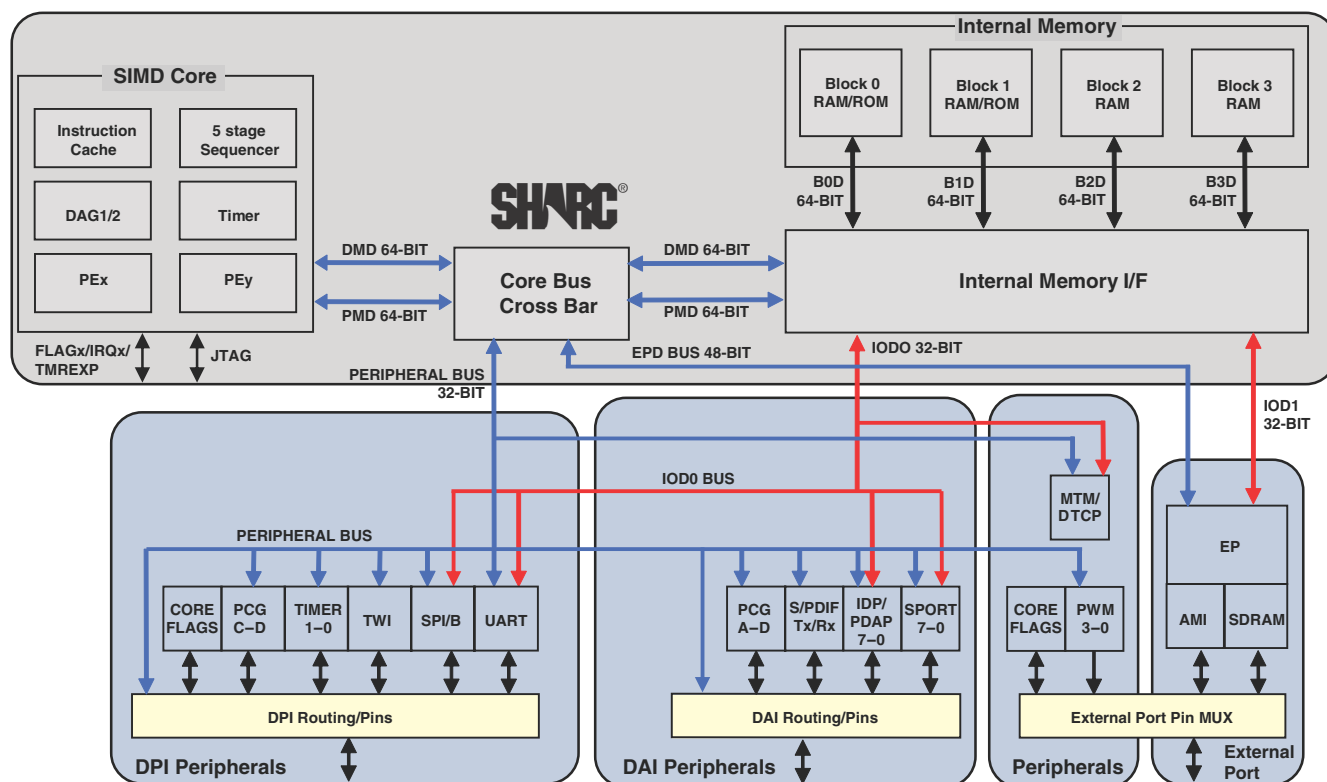 Internal Memory
SIMD Core
Block 0
RAM/ROM
Block 1
RAM/ROM
Block 2
RAM
Block 3
RAM
Instruction
Cache
5 stage
Sequencer
DAG1/2
Timer
PEx
PEy
B0D
64-BIT
B1D
64-BIT
B2D
64-BIT
B3D
64-BIT
SHARC®
DMD 64-BIT
PMD 64-BIT
Core Bus
Cross Bar
DMD 64-BIT
PMD 64-BIT
Internal Memory I/F
FLAGx/IRQx/
TMREXP
JTAG
PERIPHERAL BUS
32-BIT
EPD BUS 48-BIT
IODO 32-BIT
IOD1
32-BIT
IOD0 BUS
PERIPHERAL BUS
MTM/
DTCP
EP
AMI
SDRAM
CORE
FLAGS
PCG
C–D
TIMER
1–0
TWI
SPI/B
UART
PCG
A–D
S/PDIF
Tx/Rx
IDP/
PDAP
7–0
SPORT
7–0
CORE
FLAGS
PWM
3–0
DPI Routing/Pins
DAI Routing/Pins
External Port Pin MUX
DPI Peripherals
DAI Peripherals
Peripherals
External
Port